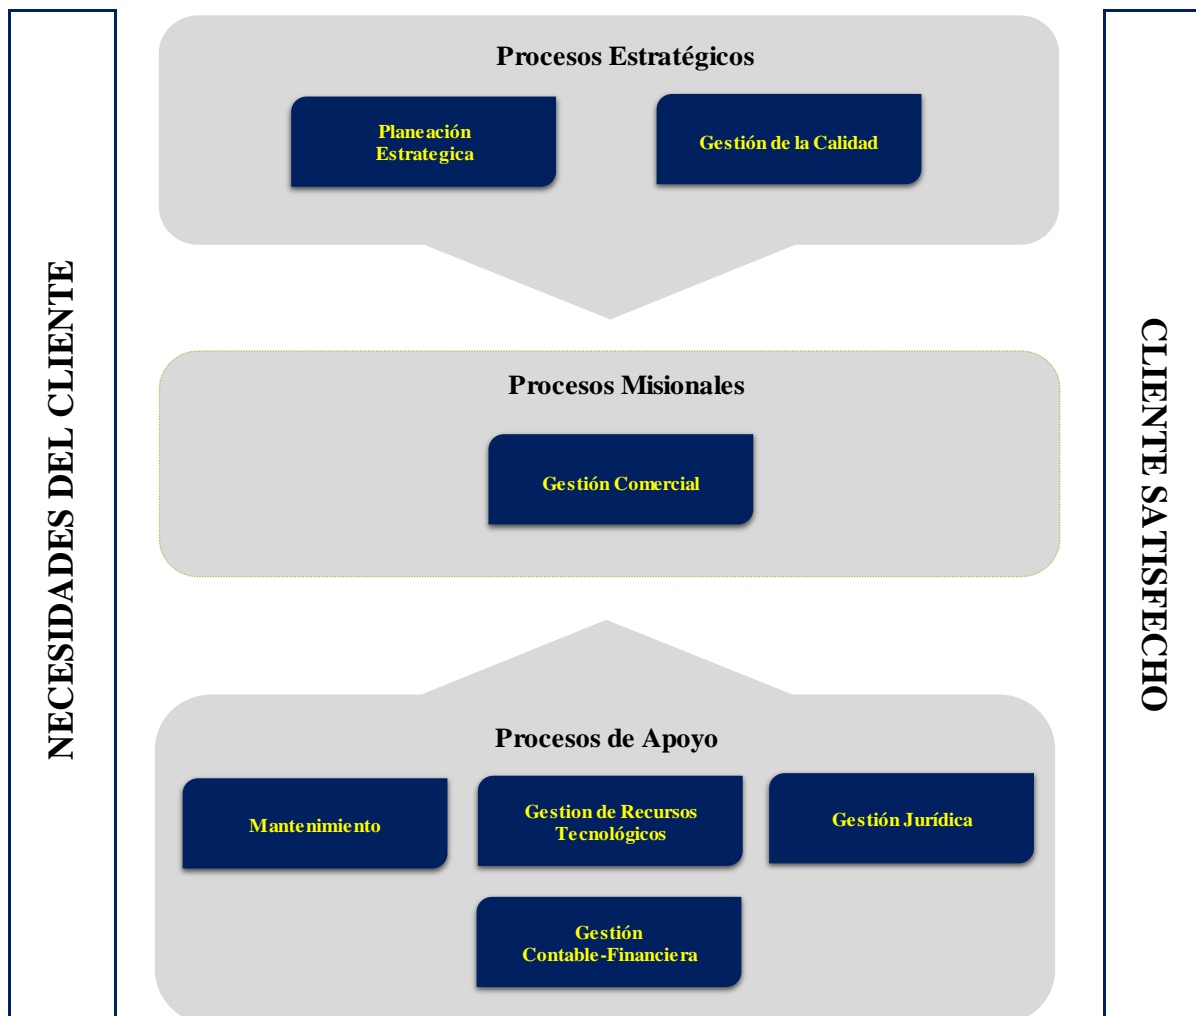 NECESIDADES DEL CLIENTE
Procesos Estratégicos
Planeación
Estrategica
Gestión de la Calidad
Procesos Misionales
Gestión Comercial
Procesos de Apoyo
Mantenimiento
Gestion de Recursos
Tecnológicos
Gestión Jurídica
Gestión
Contable-Financiera
CLIENTE SATISFECHO